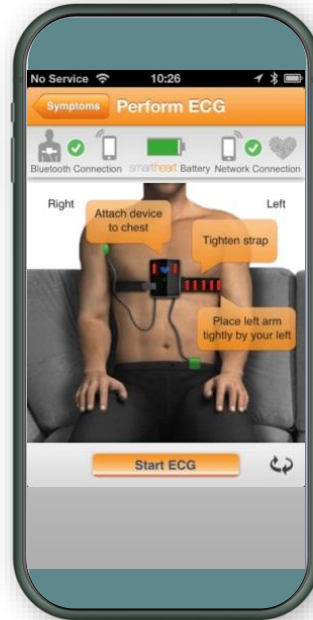 No Service 10:26
Symptoms Perform ECG
Bluetooth Connection smartheart Battery Network Connection
Right Left
Attach device
to chest
Tighten strap
Place left arm
tightly by your left
Start ECG